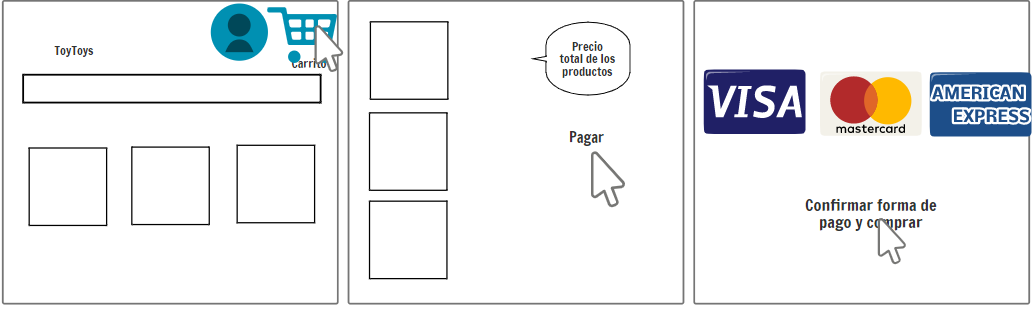 ToyToys
Carrito
Precio
total de los
productos
Pagar
VISA
mastercard
AMERICAN
EXPRESS
Confirmar forma de
pago y comprar